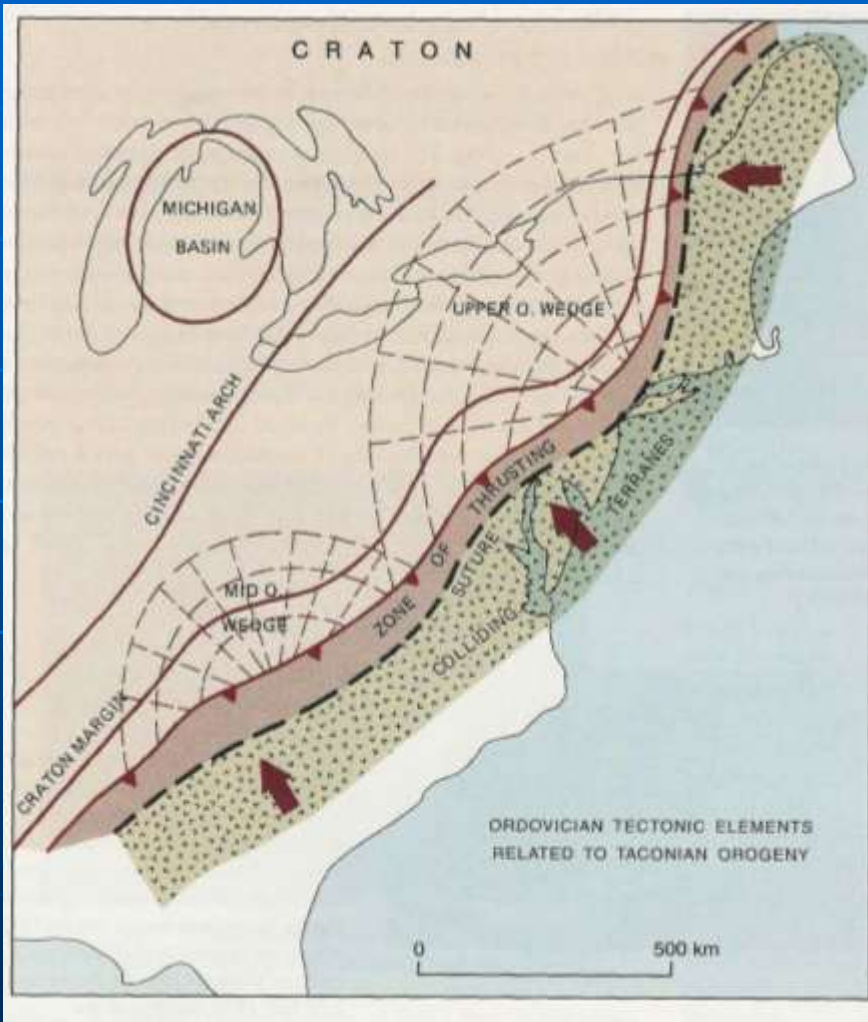 CRATON
MICHIGAN
BASIN
UPPER O. WEDGE
CINCINNATI ARCH
MID O.
WEDGE
ZONE OF THRUSTING
SUTURE
COLLIDING TERRANES
CRATON MARGIN
ORDOVICIAN TECTONIC ELEMENTS
RELATED TO TACONIAN OROGENY
0 500 km